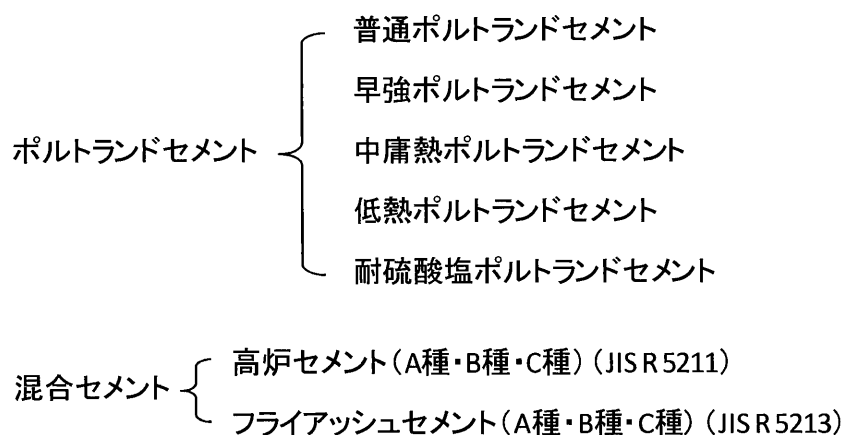 普通ポルトランドセメント
早強ポルトランドセメント
ポルトランドセメント
中庸熱ポルトランドセメント
低熱ポルトランドセメント
耐硫酸塩ポルトランドセメント
混合セメント
高炉セメント(A種・B種・C種)(JIS R 5211)
フライアッシュセメント(A種・B種・C種)(JIS R 5213)